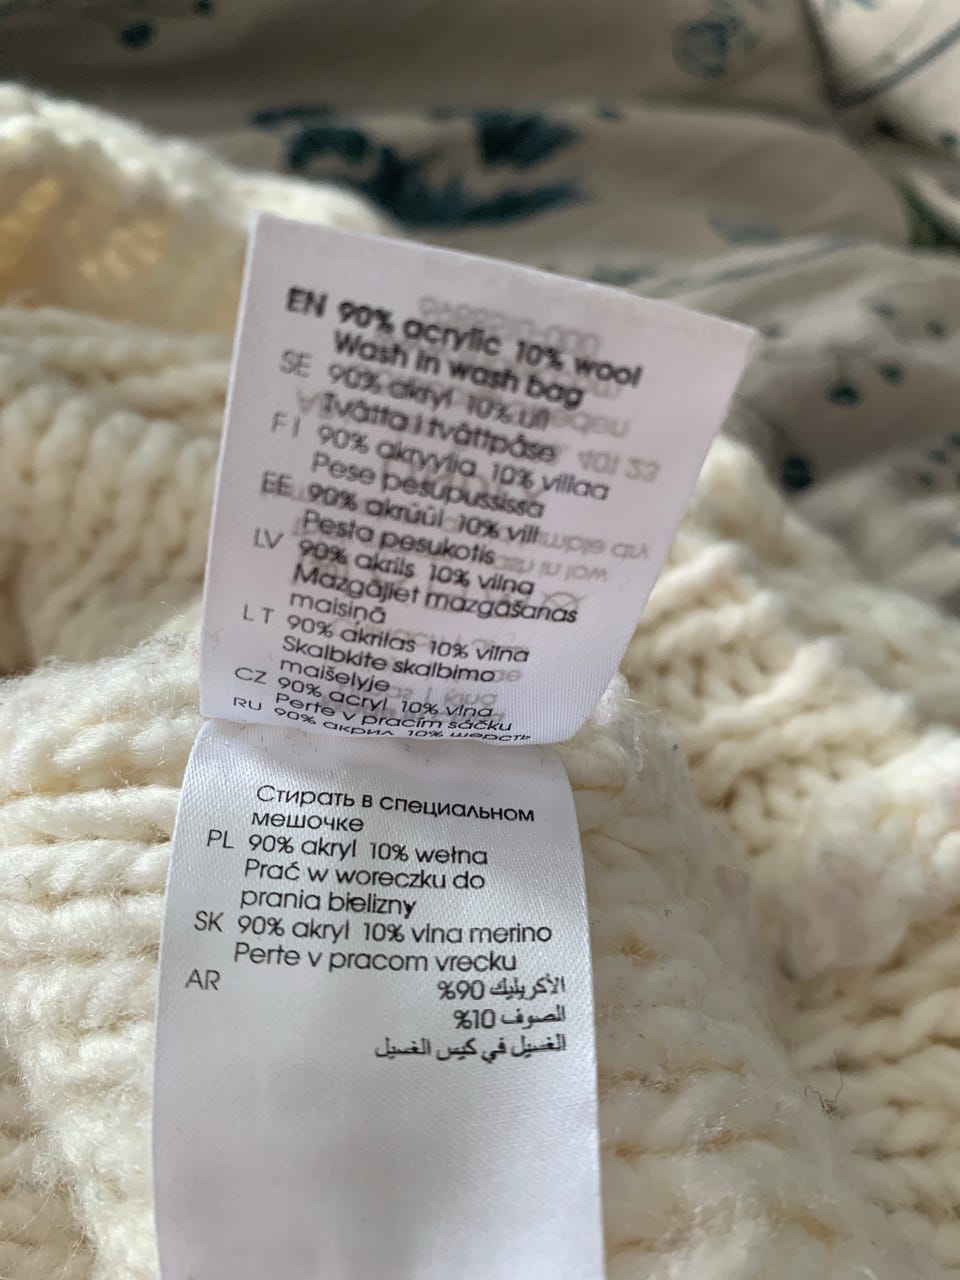 EN 90% acrylic 10% wool
Wash in wash bag
SE 90% akryl 10% ull
Tvätta i tvättpåse
FI 90% akryylia 10% villaa
Pese pesupussissa
EE 90% akrüül 10% vill
Pesta pesukotis
LV 90% akrils 10% vilna
Mazgājiet mazgāšanas
maisiņā
LT 90% akrilas 10% vilna
Skalbkite skalbimo
maišelyje
CZ 90% acryl 10% vlna
Perte v pracím sáčku
RU 90% акрил 10% шерсть
Стирать в специальном
мешочке
PL 90% akryl 10% wełna
Prać w woreczku do
prania bielizny
SK 90% akryl 10% vlna merino
Perte v pracom vrecku
AR الأكريليك 90%
الصوف 10%
الغسيل في كيس الغسيل